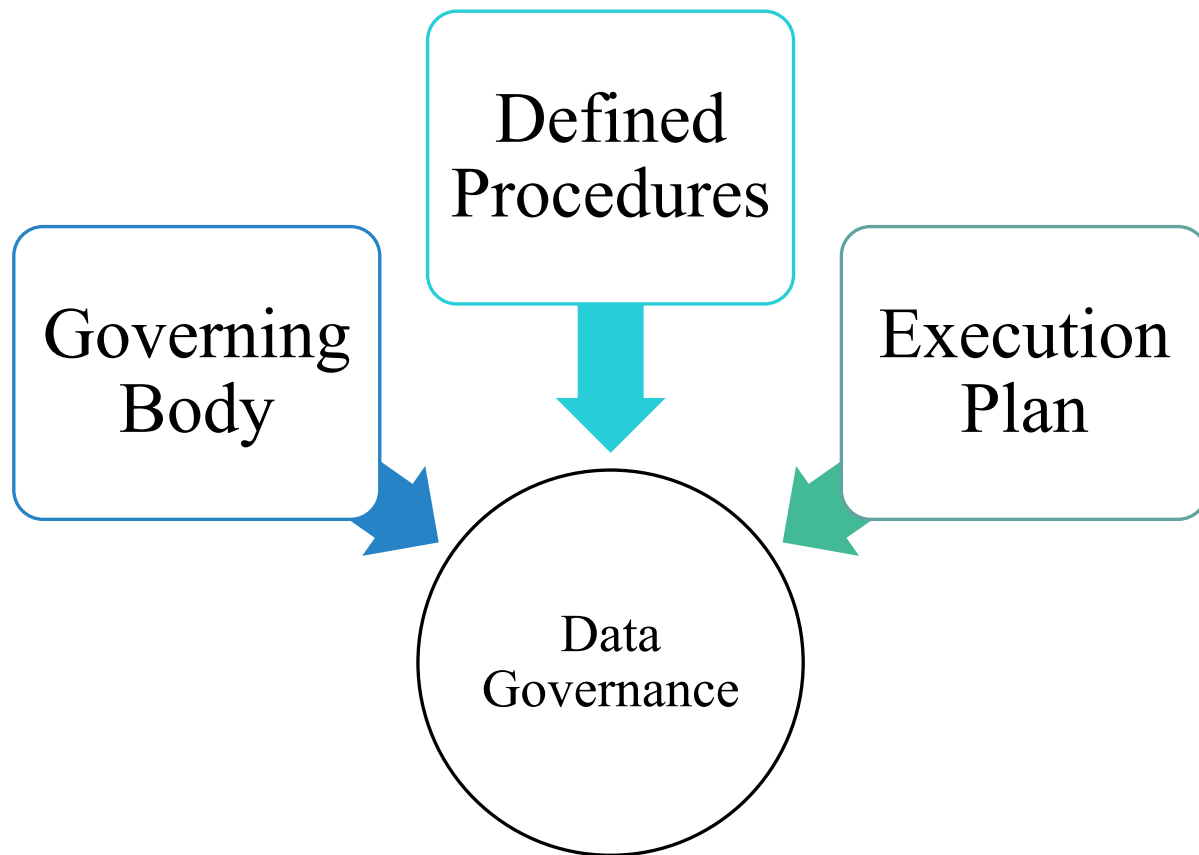 Defined
Procedures
Governing
Body
Execution
Plan
Data
Governance